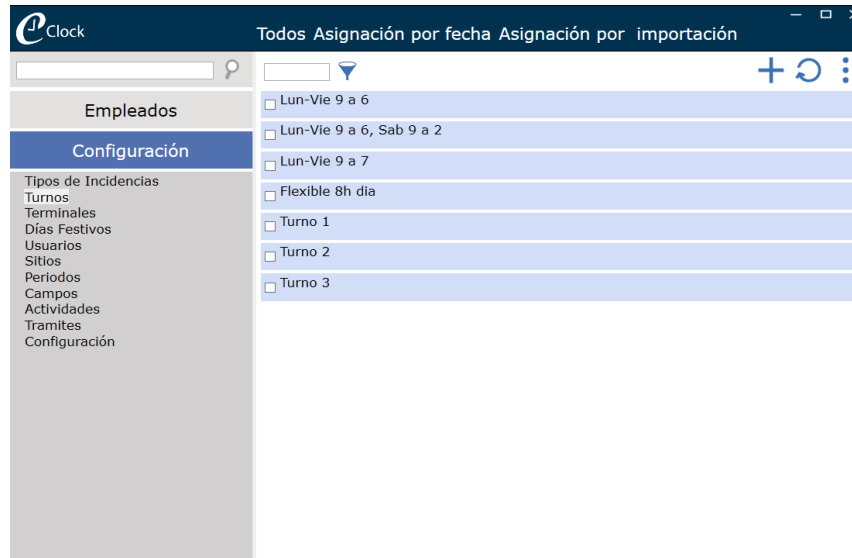 eClock
Todos Asignación por fecha Asignación por importación
Empleados
Configuración
Tipos de Incidencias
Turnos
Terminales
Días Festivos
Usuarios
Sitios
Periodos
Campos
Actividades
Tramites
Configuración
Lun-Vie 9 a 6
Lun-Vie 9 a 6, Sab 9 a 2
Lun-Vie 9 a 7
Flexible 8h dia
Turno 1
Turno 2
Turno 3